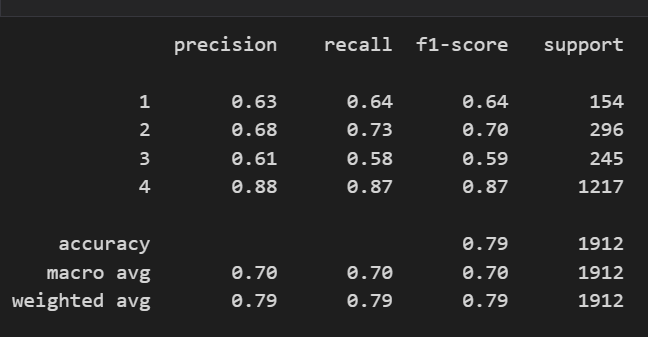 precision recall f1-score support
1 0.63 0.64 0.64 154
2 0.68 0.73 0.70 296
3 0.61 0.58 0.59 245
4 0.88 0.87 0.87 1217
accuracy 0.79 1912
macro avg 0.70 0.70 0.70 1912
weighted avg 0.79 0.79 0.79 1912